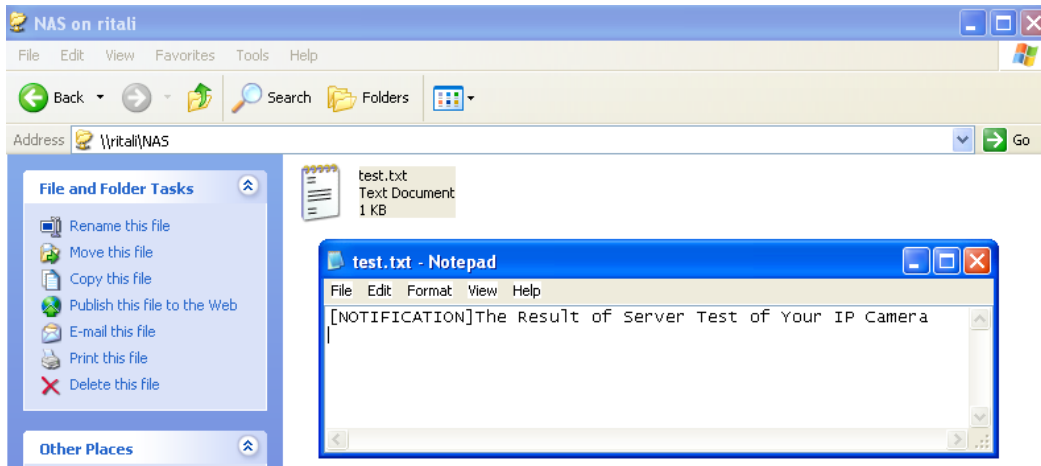 NAS on ritali
File Edit View Favorites Tools Help
Back Search Folders
Address \\ritali\NAS Go
File and Folder Tasks
Rename this file
Move this file
Copy this file
Publish this file to the Web
E-mail this file
Print this file
Delete this file
Other Places
test.txt
Text Document
1 KB
test.txt - Notepad
File Edit Format View Help
[NOTIFICATION]The Result of Server Test of Your IP Camera